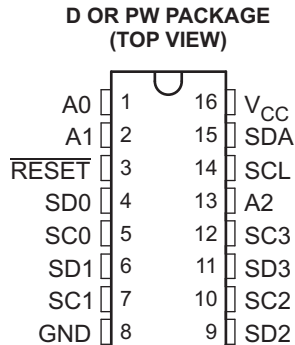 D OR PW PACKAGE
(TOP VIEW)
A0 1 16 VCC
A1 2 15 SDA
RESET 3 14 SCL
SD0 4 13 A2
SC0 5 12 SC3
SD1 6 11 SD3
SC1 7 10 SC2
GND 8 9 SD2